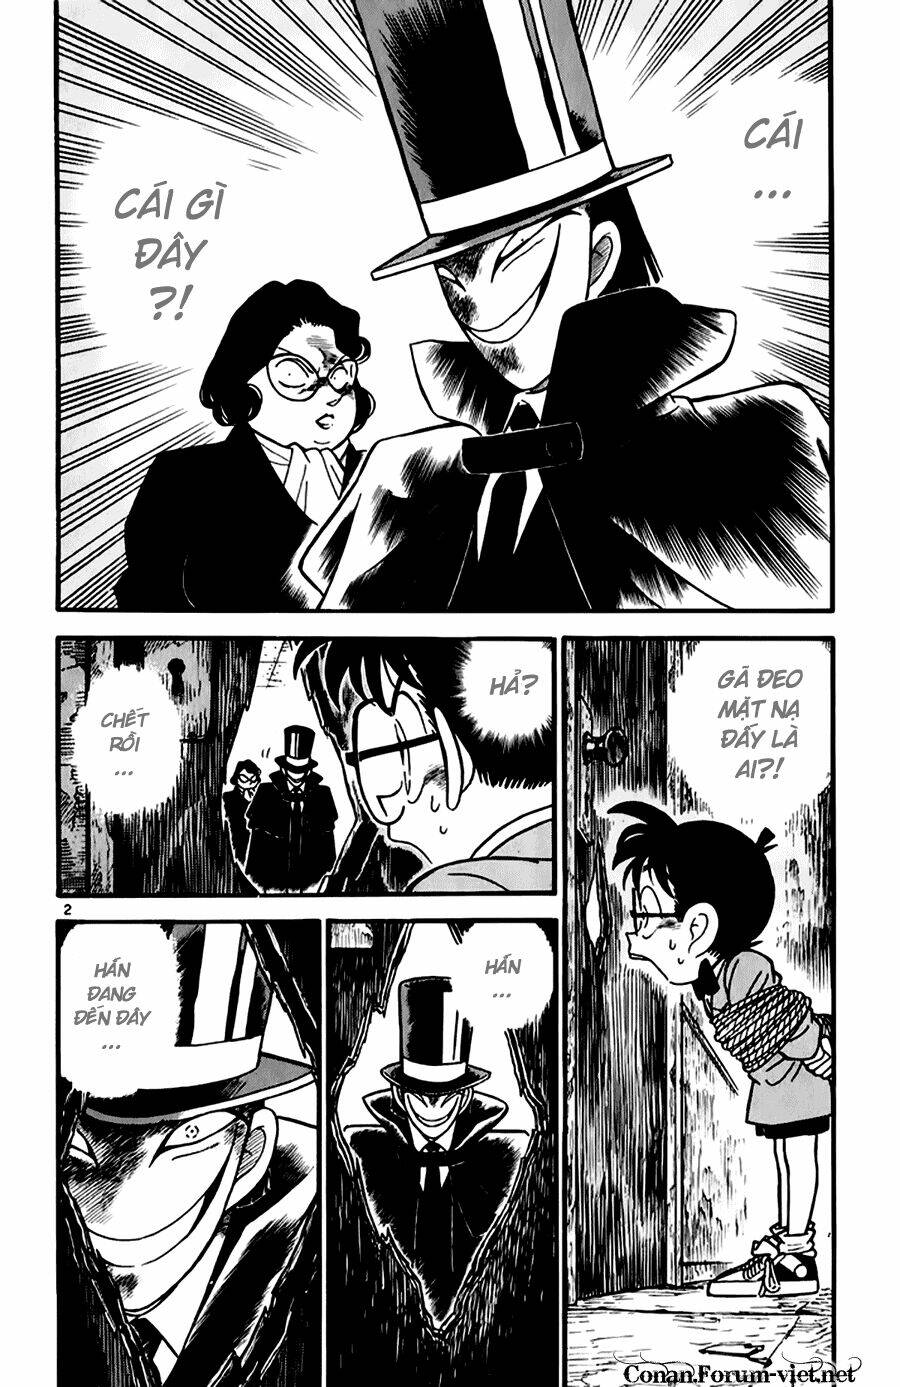 CÁI
...
CÁI GÌ
ĐÂY
?!
GÃ ĐEO
MẶT NẠ
ĐẤY LÀ
AI?!
HẢ?
CHẾT
RỒI
...
2
HẮN
...
HẮN
ĐANG
ĐẾN ĐÂY
...
Conan.Forum-viet.net